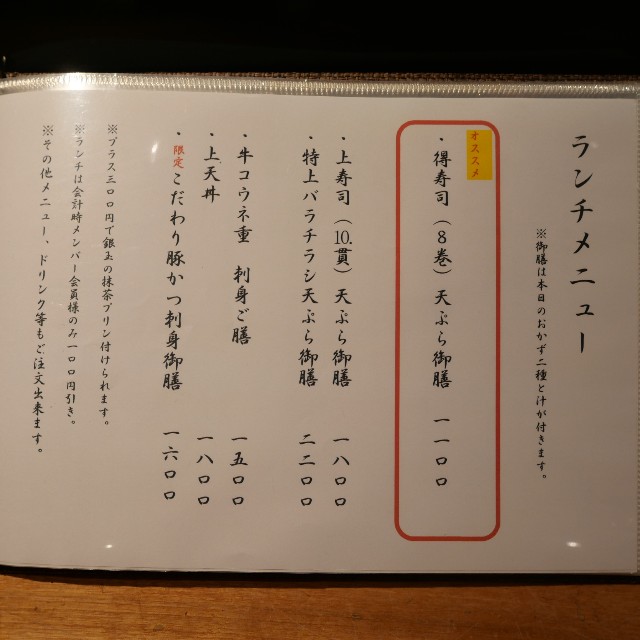 ランチメニュー
※御膳は本日のおかず二種と汁が付きます。
オススメ
・得寿司（８巻）天ぷら御膳 一一〇〇
・上寿司（10.貫）天ぷら御膳 一八〇〇
・特上バラチラシ天ぷら御膳 二二〇〇
・牛コウネ重 刺身ご膳 一五〇〇
・上天丼 一八〇〇
・限定こだわり豚かつ刺身御膳 一六〇〇
※プラス三〇〇円で銀玉の抹茶プリン付けられます。
※ランチは会計時メンバー会員様のみ一〇〇円引き。
※その他メニュー、ドリンク等もご注文出来ます。